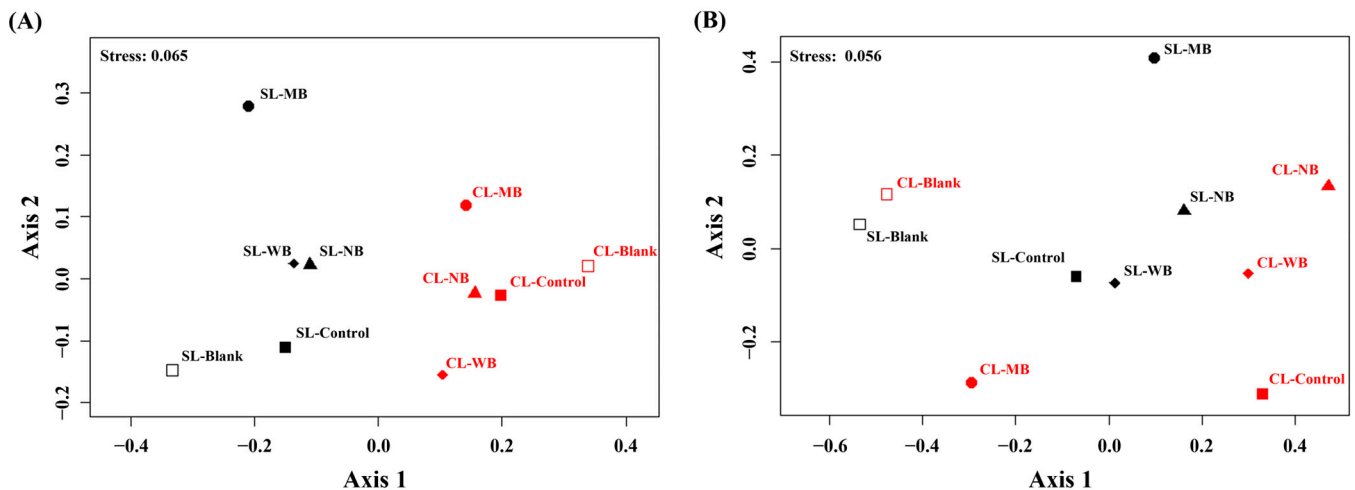 (A)
Stress: 0.065
SL-MB
CL-MB
SL-WB
SL-NB
CL-Blank
CL-NB
CL-Control
SL-Control
SL-Blank
CL-WB
Axis 2
0.3
0.2
0.1
0.0
−0.1
−0.2
−0.4
−0.2
0.0
0.2
0.4
Axis 1
(B)
Stress: 0.056
SL-MB
CL-NB
CL-Blank
SL-NB
SL-Blank
SL-Control
SL-WB
CL-WB
CL-MB
CL-Control
Axis 2
0.4
0.2
0.0
−0.2
−0.6
−0.4
−0.2
0.0
0.2
0.4
Axis 1